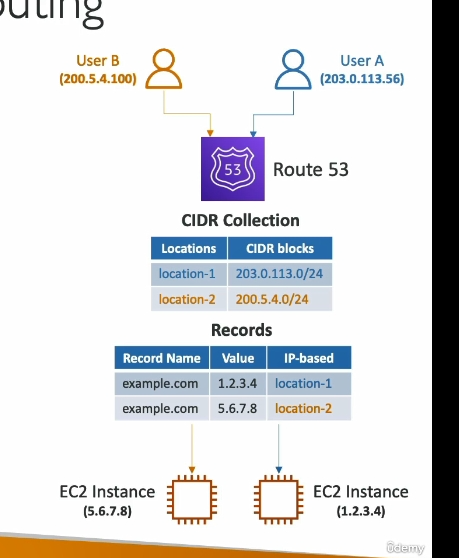 outing
User B
(200.5.4.100)
User A
(203.0.113.56)
53
Route 53
CIDR Collection
Locations CIDR blocks
location-1 203.0.113.0/24
location-2 200.5.4.0/24
Records
Record Name Value IP-based
example.com 1.2.3.4 location-1
example.com 5.6.7.8 location-2
EC2 Instance
(5.6.7.8)
EC2 Instance
(1.2.3.4)
ûdemy